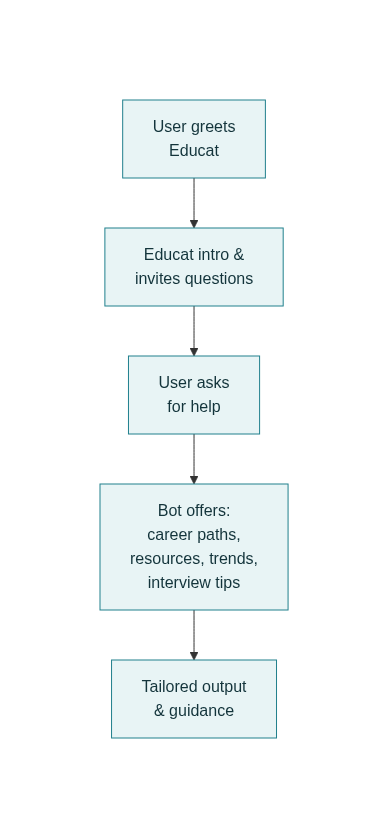 User greets
Educat
Educat intro &
invites questions
User asks
for help
Bot offers:
career paths,
resources, trends,
interview tips
Tailored output
& guidance